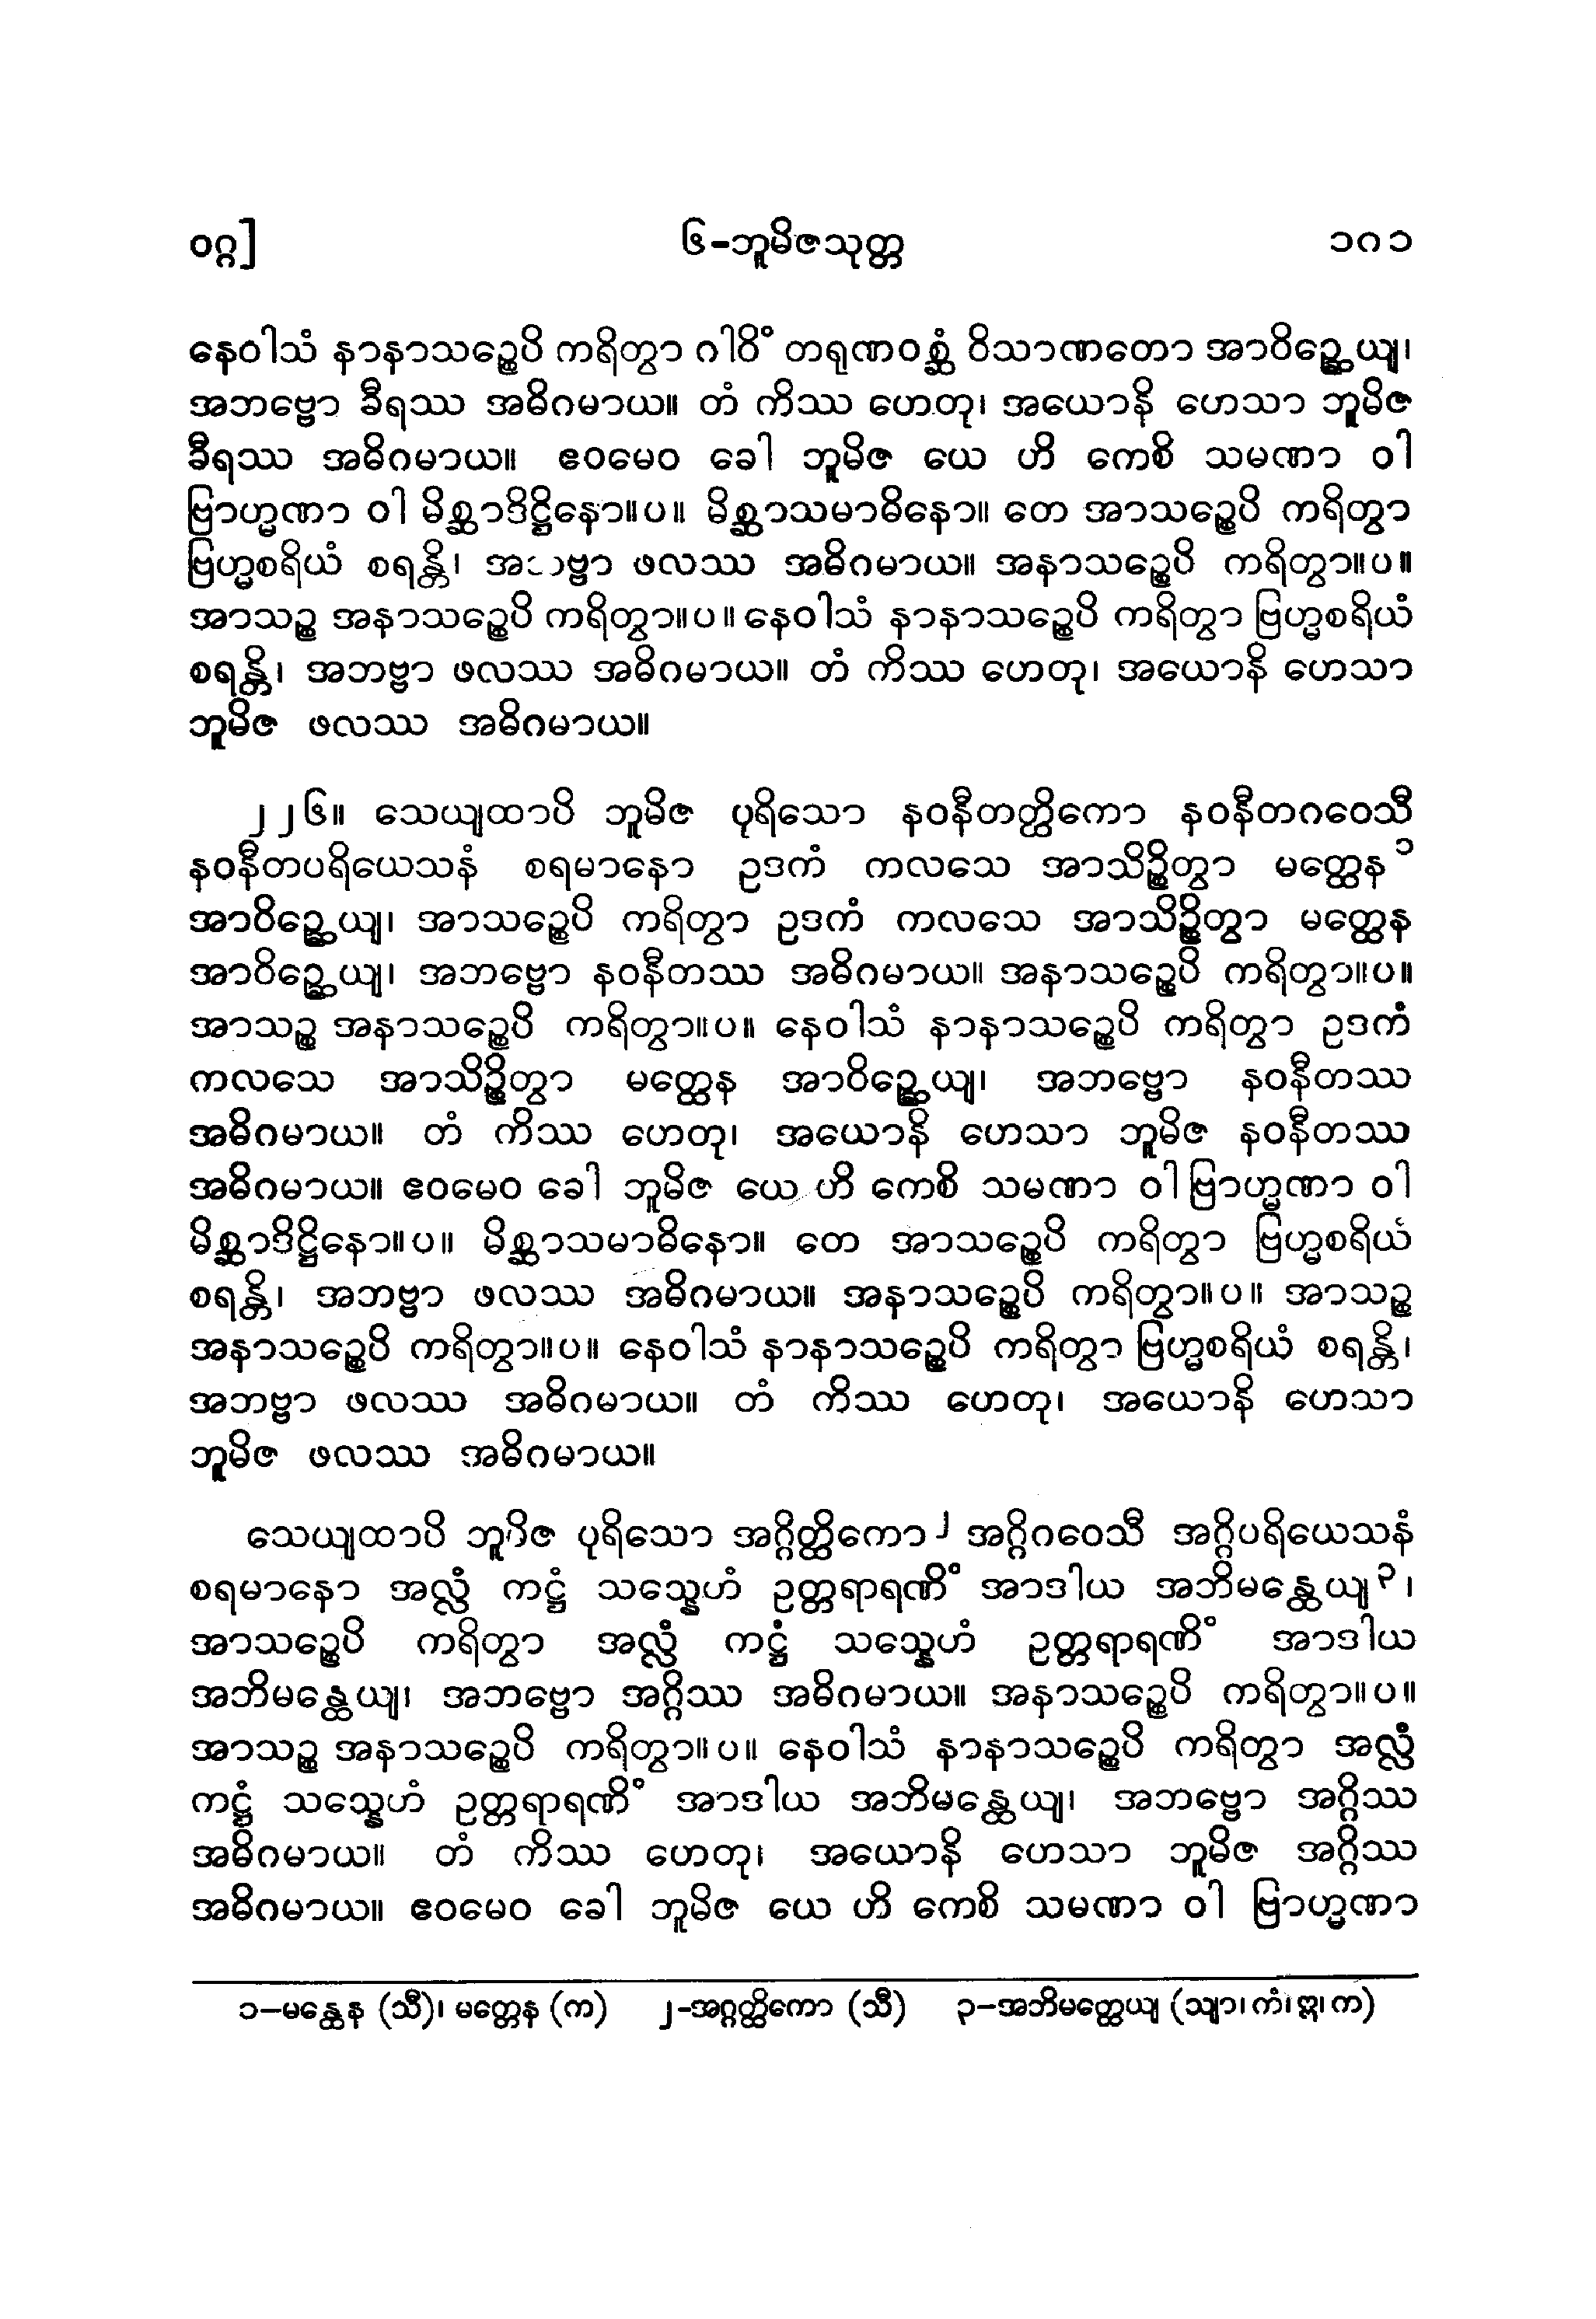 ဝဂ္ဂ]
၆-ဘူမိဇသုတ္တ
၁၇၁
နေဝါသံ နာနာသဉ္စေပိ ကရိတွာ ဂါဝိံ တရုဏဝစ္ဆံ ဝိသာဏတော အာဝိဉ္ဆေယျ၊
အဘဗ္ဗော ခီရဿ အဓိဂမာယ။ တံ ကိဿ ဟေတု၊ အယောနိ ဟေသာ ဘူမိဇ
ခီရဿ အဓိဂမာယ။ ဧဝမေဝ ခေါ ဘူမိဇ ယေ ဟိ ကေစိ သမဏာ ဝါ
ဗြာဟ္မဏာ ဝါ မိစ္ဆာဒိဋ္ဌိနော။ပ။ မိစ္ဆာသမာဓိနော။ တေ အာသဉ္စေပိ ကရိတွာ
ဗြဟ္မစရိယံ စရန္တိ၊ ဖလဿ အဓိဂမာယ။ အနာသဉ္စေပိ ကရိတွာ။ပ။
အာသဉ္စ အနာသဉ္စေပိ ကရိတွာ။ပ။ နေဝါသံ နာနာသဉ္စေပိ ကရိတွာ ဗြဟ္မစရိယံ
စရန္တိ၊ အဘဗ္ဗာ ဖလဿ အဓိဂမာယ။ တံ ကိဿ ဟေတု၊ အယောနိ ဟေသာ
ဘူမိဇ ဖလဿ အဓိဂမာယ။
၂၂၆။ သေယျထာပိ ဘူမိဇ ပုရိသော နဝနီတတ္ထိကော နဝနီတဂဝေသီ
နဝနီတပရိယေသနံ စရမာနော ဥဒကံ ကလသေ အာသိဉ္စိတွာ မတ္ထေန ၁
အာဝိဉ္ဆေယျ၊ အာသဉ္စေပိ ကရိတွာ ဥဒကံ ကလသေ အာသိဉ္စိတွာ မတ္ထေန
အာဝိဉ္ဆေယျ၊ အဘဗ္ဗော နဝနီတဿ အဓိဂမာယ။ အနာသဉ္စေပိ ကရိတွာ။ပ။
အာသဉ္စ အနာသဉ္စေပိ ကရိတွာ။ပ။ နေဝါသံ နာနာသဉ္စေပိ ကရိတွာ ဥဒကံ
ကလသေ အာသိဉ္စိတွာ မတ္ထေန အာဝိဉ္ဆေယျ၊ အဘဗ္ဗော နဝနီတဿ
အဓိဂမာယ။ တံ ကိဿ ဟေတု၊ အယောနိ ဟေသာ ဘူမိဇ နဝနီတဿ
အဓိဂမာယ။ ဧဝမေဝ ခေါ ဘူမိဇ ယေ ဟိ ကေစိ သမဏာ ဝါ ဗြာဟ္မဏာ ဝါ
မိစ္ဆာဒိဋ္ဌိနော။ပ။ မိစ္ဆာသမာဓိနော။ တေ အာသဉ္စေပိ ကရိတွာ ဗြဟ္မစရိယံ
စရန္တိ၊ အဘဗ္ဗာ ဖလဿ အဓိဂမာယ။ အနာသဉ္စေပိ ကရိတွာ။ပ။ အာသဉ္စ
အနာသဉ္စေပိ ကရိတွာ။ပ။ နေဝါသံ နာနာသဉ္စေပိ ကရိတွာ ဗြဟ္မစရိယံ စရန္တိ၊
အဘဗ္ဗာ ဖလဿ အဓိဂမာယ။ တံ ကိဿ ဟေတု၊ အယောနိ ဟေသာ
ဘူမိဇ ဖလဿ အဓိဂမာယ။
သေယျထာပိ ဘူမိဇ ပုရိသော အဂ္ဂိတ္ထိကော ၂ အဂ္ဂိဂဝေသီ အဂ္ဂိပရိယေသနံ
စရမာနော အလ္လံ ကဋ္ဌံ သသ္နေဟံ ဥတ္တရာရဏိံ အာဒါယ အဘိမန္ထေယျ ၃၊
အာသဉ္စေပိ ကရိတွာ အလ္လံ ကဋ္ဌံ သသ္နေဟံ ဥတ္တရာရဏိံ အာဒါယ
အဘိမန္ထေယျ၊ အဘဗ္ဗော အဂ္ဂိဿ အဓိဂမာယ။ အနာသဉ္စေပိ ကရိတွာ။ပ။
အာသဉ္စ အနာသဉ္စေပိ ကရိတွာ။ပ။ နေဝါသံ နာနာသဉ္စေပိ ကရိတွာ အလ္လံ
ကဋ္ဌံ သသ္နေဟံ ဥတ္တရာရဏိံ အာဒါယ အဘိမန္ထေယျ၊ အဘဗ္ဗော အဂ္ဂိဿ
အဓိဂမာယ။ တံ ကိဿ ဟေတု၊ အယောနိ ဟေသာ ဘူမိဇ အဂ္ဂိဿ
အဓိဂမာယ။ ဧဝမေဝ ခေါ ဘူမိဇ ယေ ဟိ ကေစိ သမဏာ ဝါ ဗြာဟ္မဏာ
၁-မန္ထေန (သီ)၊ မတ္တေန (က) ၂-အဂ္ဂတ္ထိကော (သီ) ၃-အဘိမတ္ထေယျ (သျာ၊ ကံ၊ ဣ၊ က)